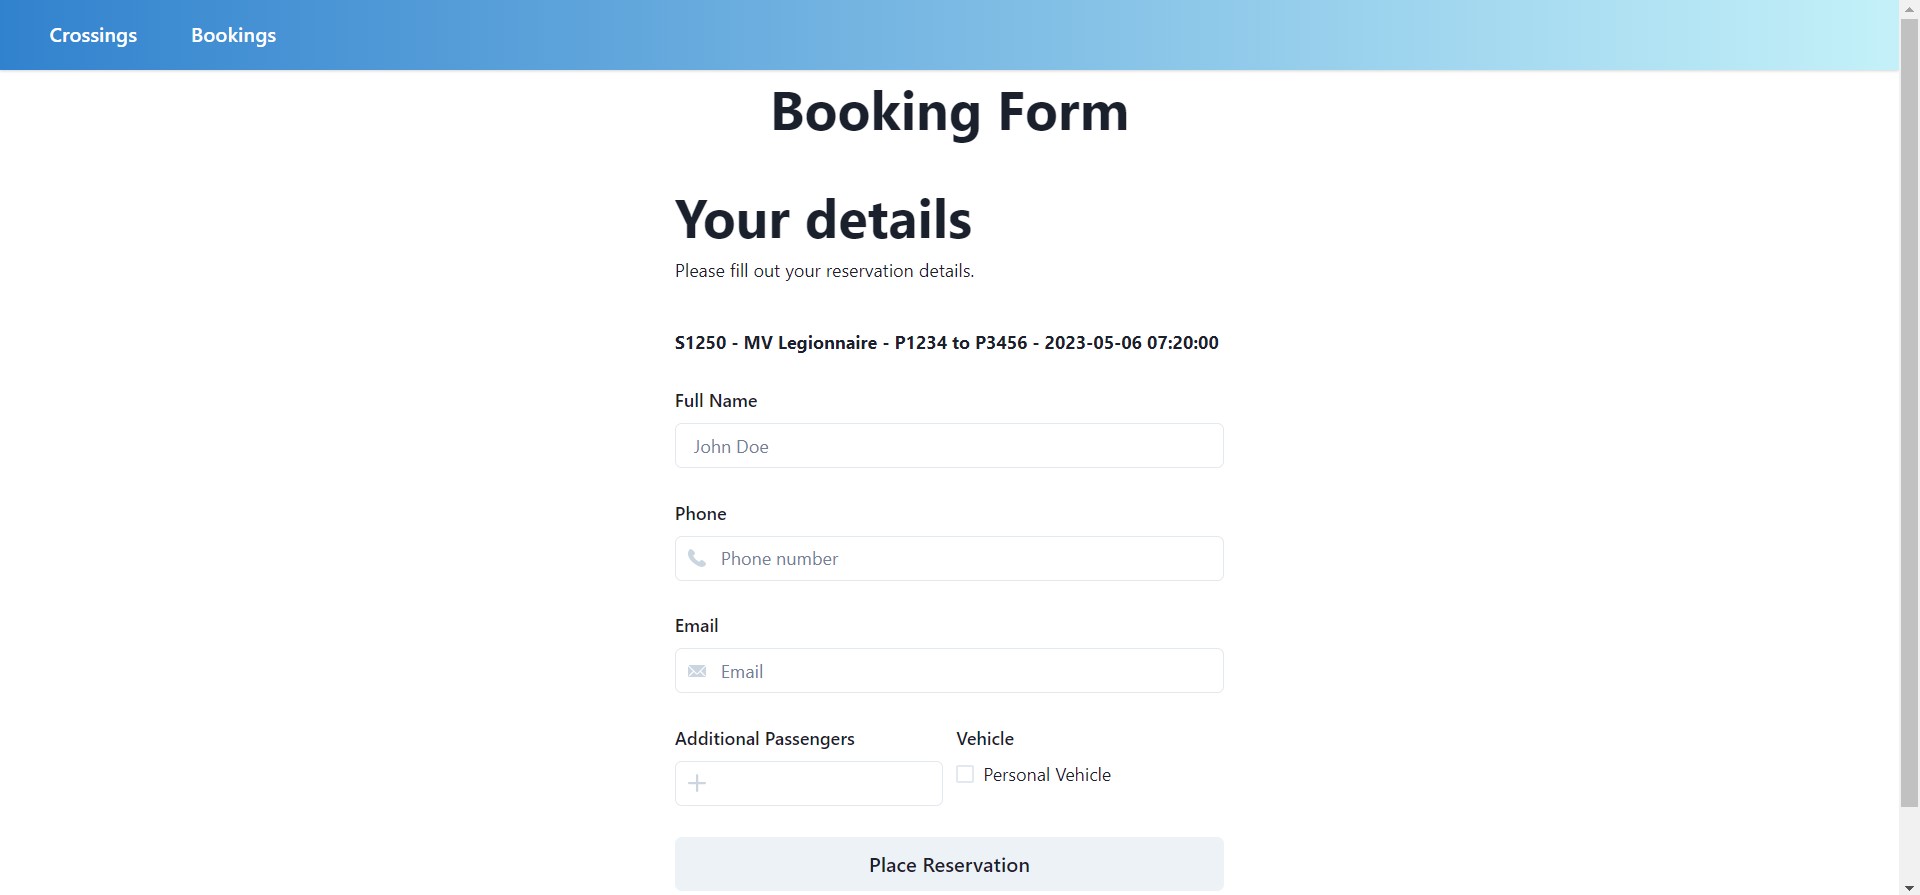 Crossings Bookings
Booking Form
Your details
Please fill out your reservation details.
S1250 - MV Legionnaire - P1234 to P3456 - 2023-05-06 07:20:00
Full Name
John Doe
Phone
Phone number
Email
Email
Additional Passengers Vehicle
Personal Vehicle
Place Reservation